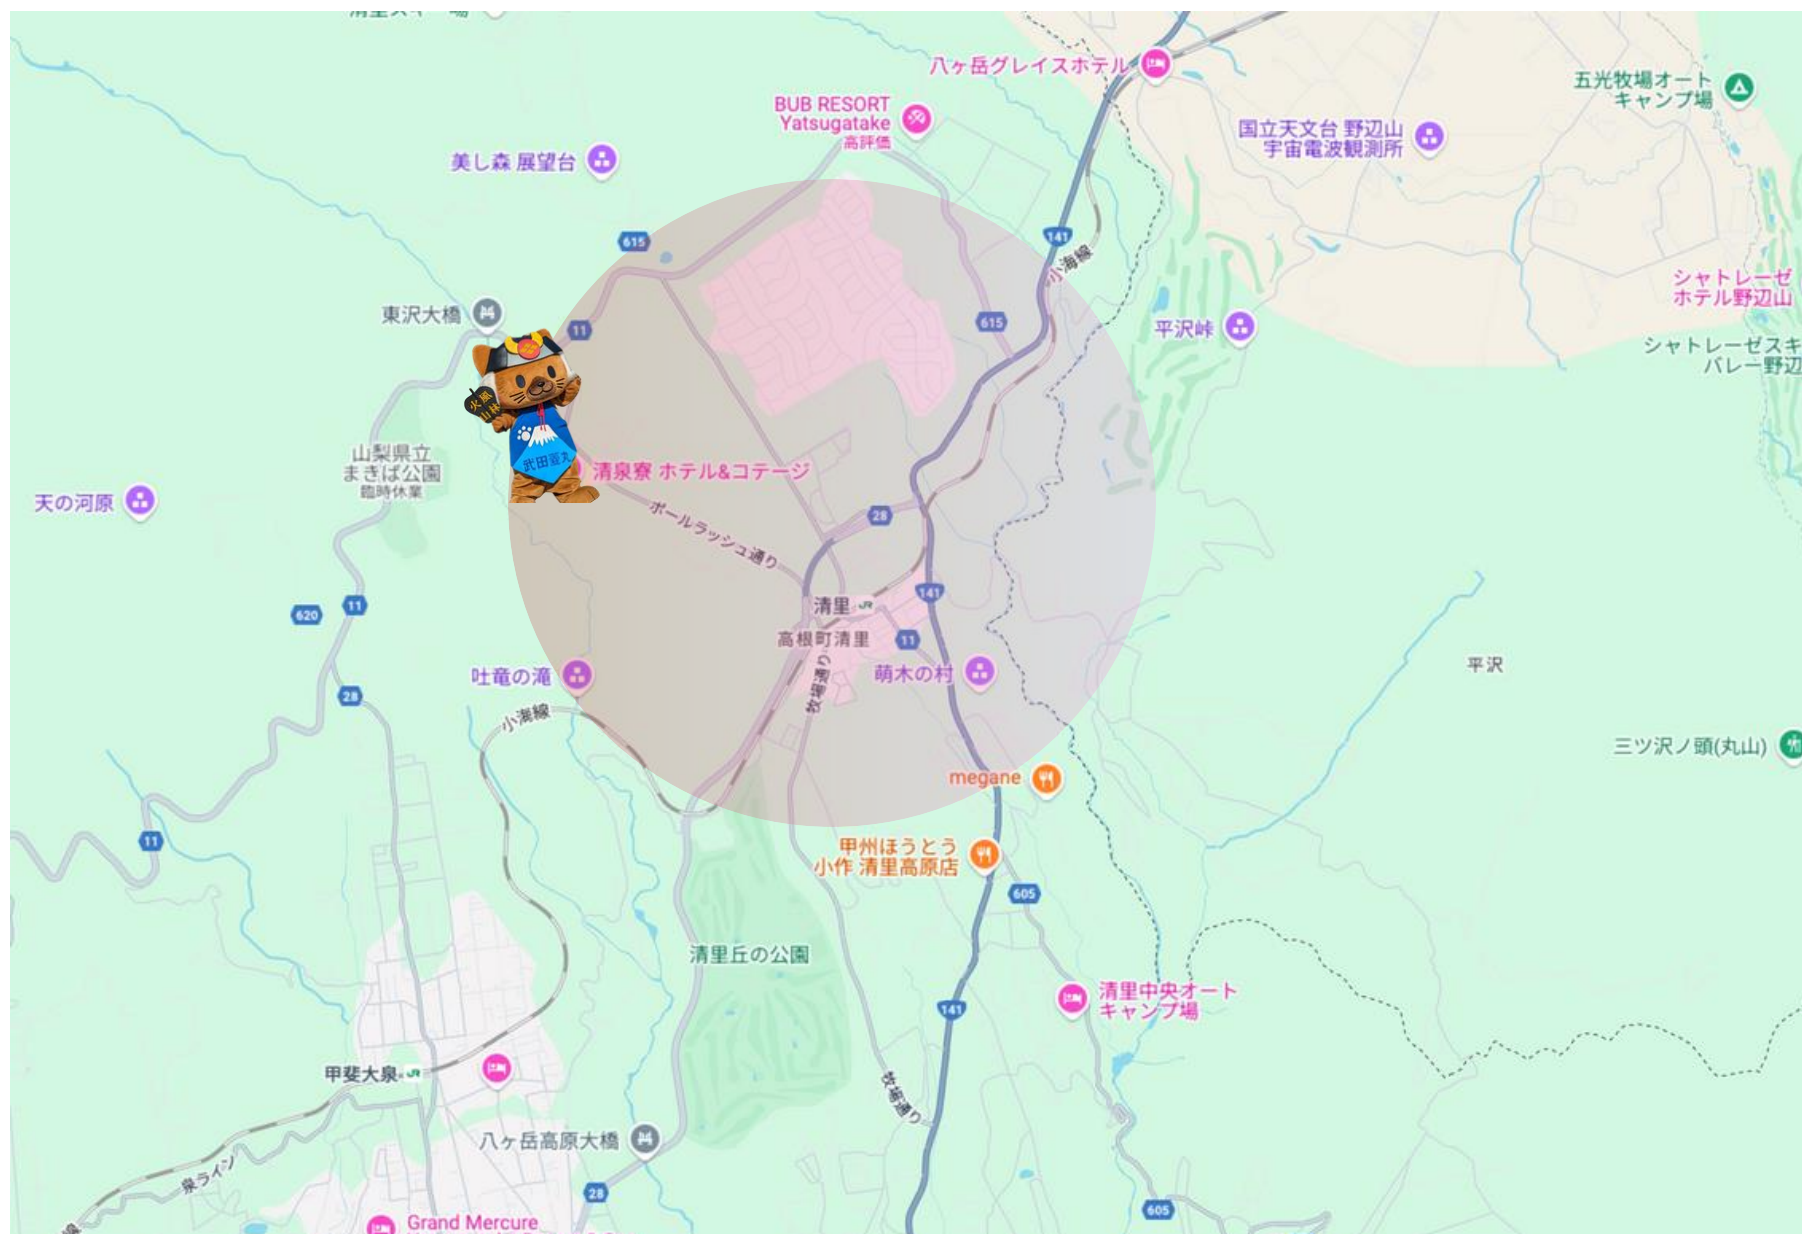 八ヶ岳グレイスホテル
五光牧場オート
キャンプ場
BUB RESORT
Yatsugatake
高評価
国立天文台 野辺山
宇宙電波観測所
美し森 展望台
615
141
小海線
シャトレーゼ
ホテル野辺山
東沢大橋
11
615
平沢峠
シャトレーゼスキ
バレー野辺
火風
山林
武田菱丸
山梨県立
まきば公園
臨時休業
清泉寮 ホテル&コテージ
天の河原
ポールラッシュ通り
28
141
620
11
清里
高根町清里
11
平沢
吐竜の滝
萌木の村
28
牧場通り
小海線
三ツ沢ノ頭(丸山)
megane
11
甲州ほうとう
小作 清里高原店
605
清里丘の公園
清里中央オート
キャンプ場
141
甲斐大泉
牧場通り
八ヶ岳高原大橋
泉ライン
28
605
Grand Mercure